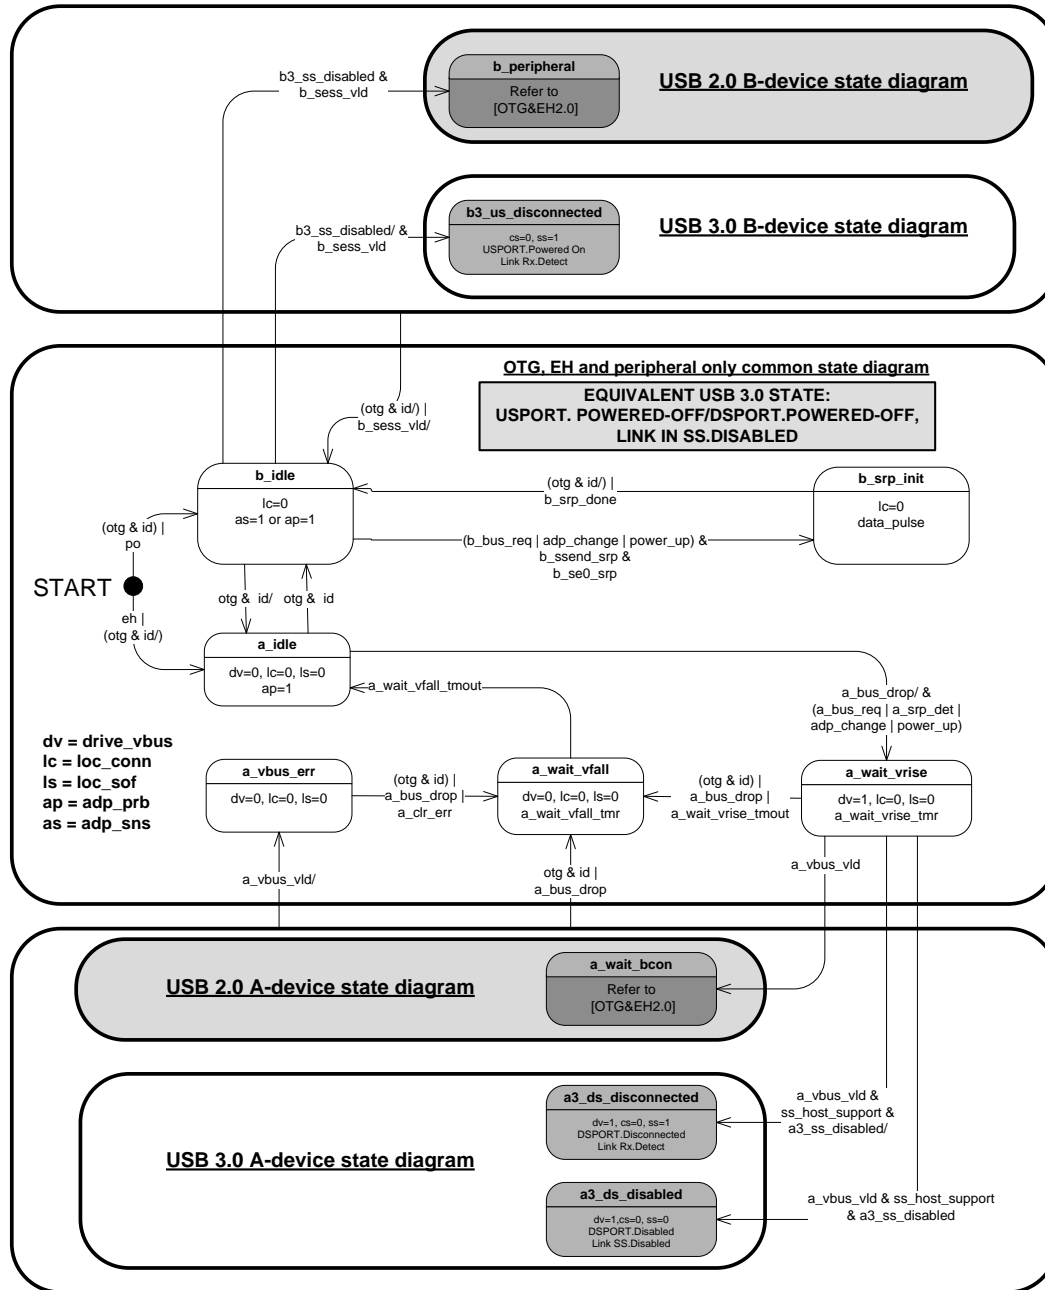 b_peripheral
Refer to
[OTG&EH2.0]
USB 2.0 B-device state diagram
b3_ss_disabled &
b_sess_vld
b3_us_disconnected
cs=0, ss=1
USPORT.Powered On
Link Rx.Detect
USB 3.0 B-device state diagram
b3_ss_disabled/ &
b_sess_vld
OTG, EH and peripheral only common state diagram
EQUIVALENT USB 3.0 STATE:
USPORT. POWERED-OFF/DSPORT.POWERED-OFF,
LINK IN SS.DISABLED
(otg & id/) |
b_sess_vld/
b_idle
lc=0
as=1 or ap=1
(otg & id/) |
b_srp_done
b_srp_init
lc=0
data_pulse
(otg & id) |
po
(b_bus_req | adp_change | power_up) &
b_ssend_srp &
b_se0_srp
START
otg & id/
otg & id
eh |
(otg & id/)
a_idle
dv=0, lc=0, ls=0
ap=1
a_wait_vfall_tmout
a_bus_drop/ &
(a_bus_req | a_srp_det |
adp_change | power_up)
dv = drive_vbus
lc = loc_conn
ls = loc_sof
ap = adp_prb
as = adp_sns
a_vbus_err
dv=0, lc=0, ls=0
(otg & id) |
a_bus_drop |
a_clr_err
a_wait_vfall
dv=0, lc=0, ls=0
a_wait_vfall_tmr
(otg & id) |
a_bus_drop |
a_wait_vrise_tmout
a_wait_vrise
dv=1, lc=0, ls=0
a_wait_vrise_tmr
a_vbus_vld/
otg & id |
a_bus_drop
a_vbus_vld
USB 2.0 A-device state diagram
a_wait_bcon
Refer to
[OTG&EH2.0]
USB 3.0 A-device state diagram
a3_ds_disconnected
dv=1, cs=0, ss=1
DSPORT.Disconnected
Link Rx.Detect
a_vbus_vld &
ss_host_support &
a3_ss_disabled/
a3_ds_disabled
dv=1,cs=0, ss=0
DSPORT.Disabled
Link SS.Disabled
a_vbus_vld & ss_host_support
& a3_ss_disabled